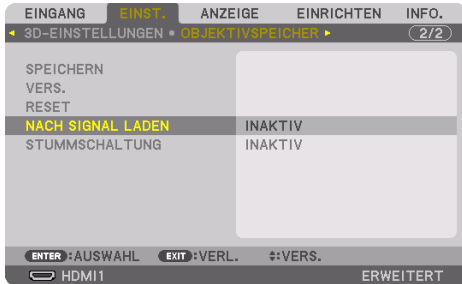 EINGANG EINST. ANZEIGE EINRICHTEN INFO.
3D-EINSTELLUNGEN • OBJEKTIVSPEICHER 2/2
SPEICHERN
VERS.
RESET
NACH SIGNAL LADEN INAKTIV
STUMMSCHALTUNG INAKTIV
ENTER :AUSWAHL EXIT :VERL. :VERS.
HDMI1 ERWEITERT